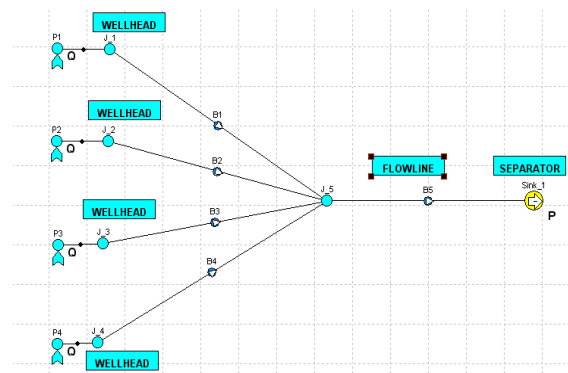 WELLHEAD
P1
J_1
Q
B1
WELLHEAD
P2
J_2
Q
B2
FLOWLINE
SEPARATOR
J_5
B5
Sink_1
P
WELLHEAD
B3
P3
J_3
Q
B4
P4
J_4
Q
WELLHEAD